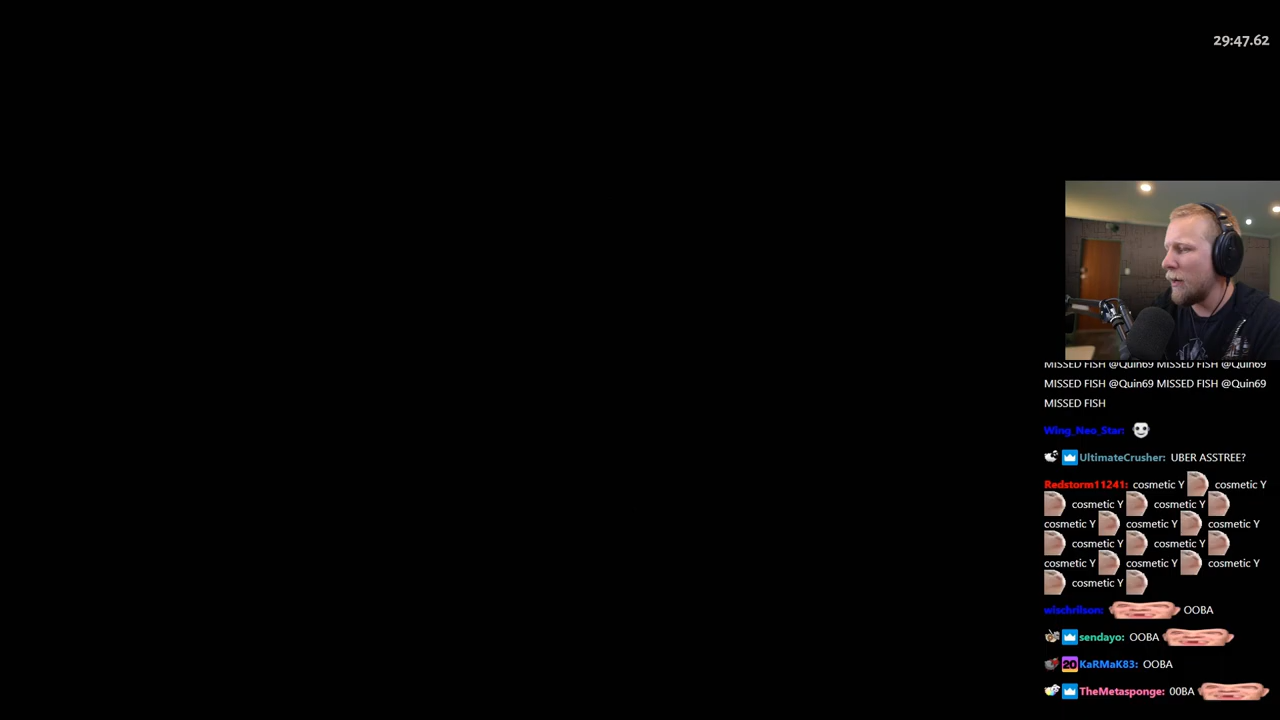 29:47.62
MISSED FISH @Quin69 MISSED FISH @Quin69
MISSED FISH @Quin69 MISSED FISH @Quin69
MISSED FISH
Wing_Neo_Star:
UltimateCrusher: UBER ASSTREE?
Redstorm11241: cosmetic Y cosmetic Y
cosmetic Y cosmetic Y
cosmetic Y cosmetic Y cosmetic Y
cosmetic Y cosmetic Y
cosmetic Y cosmetic Y cosmetic Y
cosmetic Y
wischrilson: OOBA
sendayo: OOBA
20 KaRMaK83: OOBA
TheMetasponge: 00BA